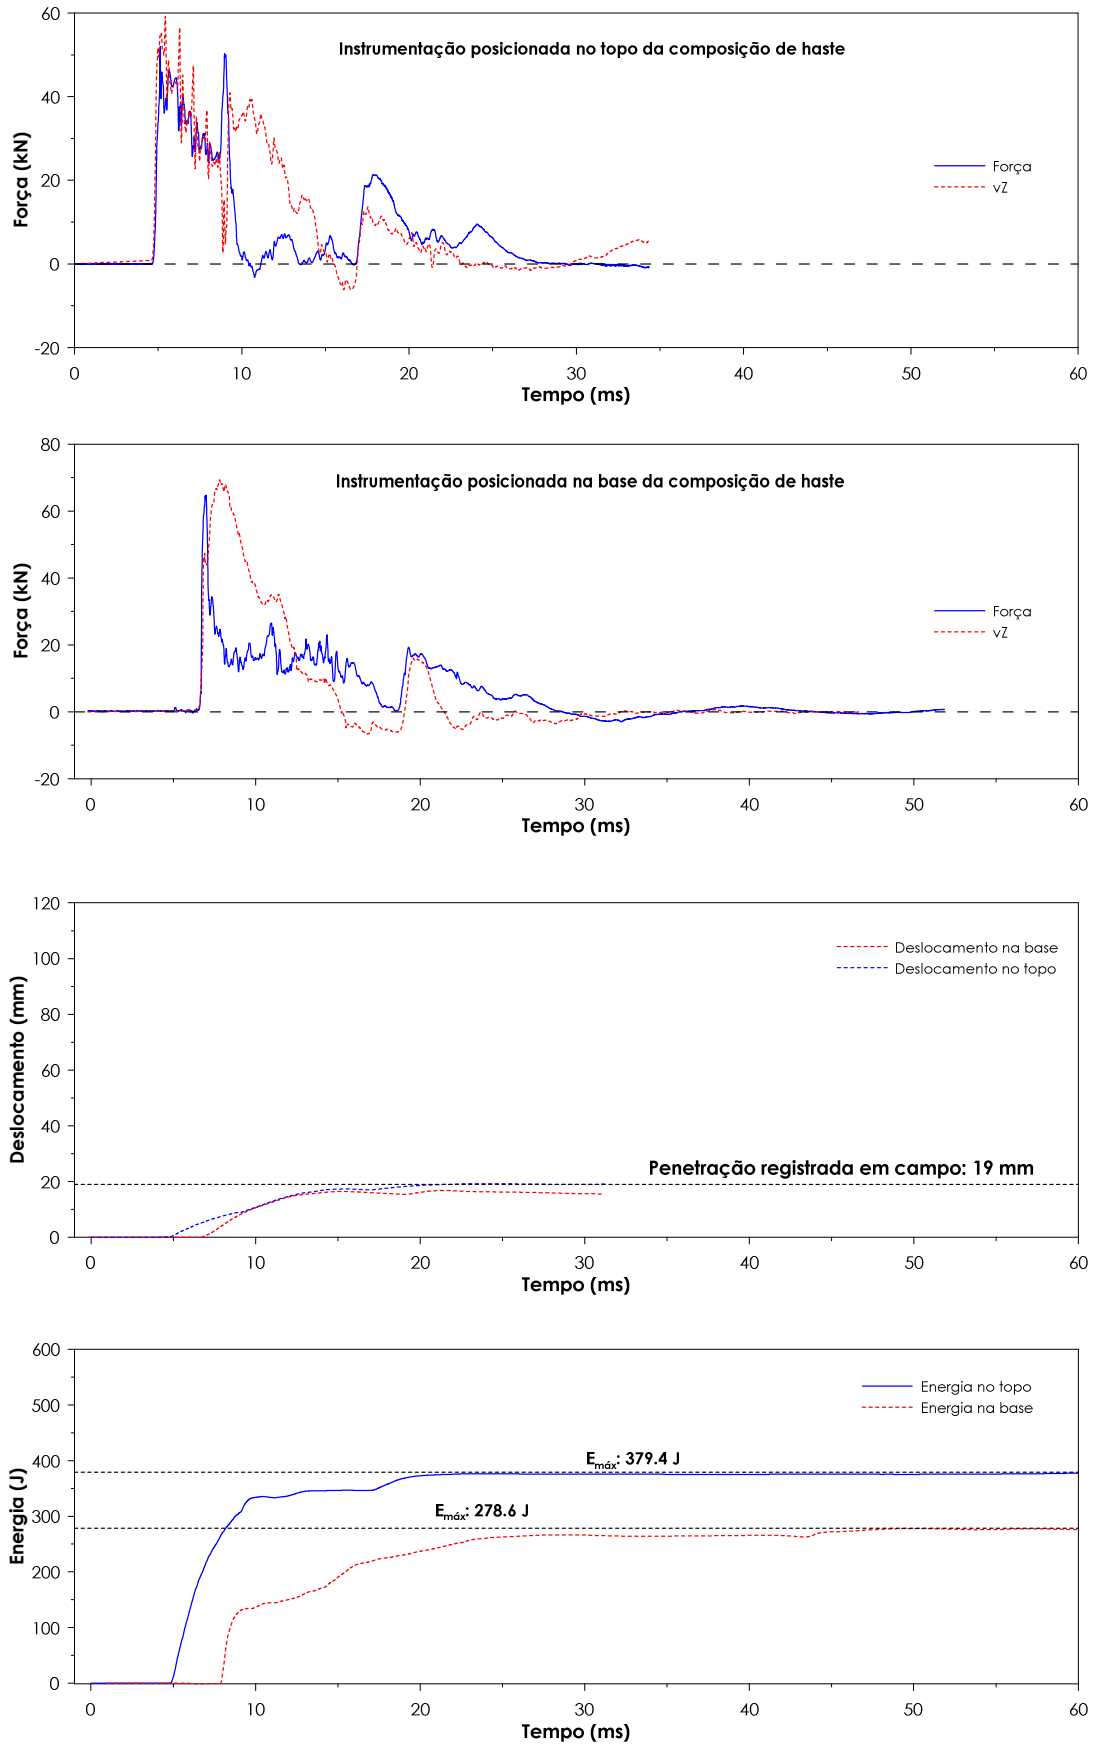 Instrumentação posicionada no topo da composição de haste
Força (kN)
60
40
20
0
-20
Força
vZ
0 10 20 30 40 50 60
Tempo (ms)
Instrumentação posicionada na base da composição de haste
Força (kN)
80
60
40
20
0
-20
Força
vZ
0 10 20 30 40 50 60
Tempo (ms)
Deslocamento (mm)
120
100
80
60
40
20
0
Deslocamento na base
Deslocamento no topo
Penetração registrada em campo: 19 mm
0 10 20 30 40 50 60
Tempo (ms)
Energia (J)
600
500
400
300
200
100
0
Energia no topo
Energia na base
Emáx: 379.4 J
Emáx: 278.6 J
0 10 20 30 40 50 60
Tempo (ms)